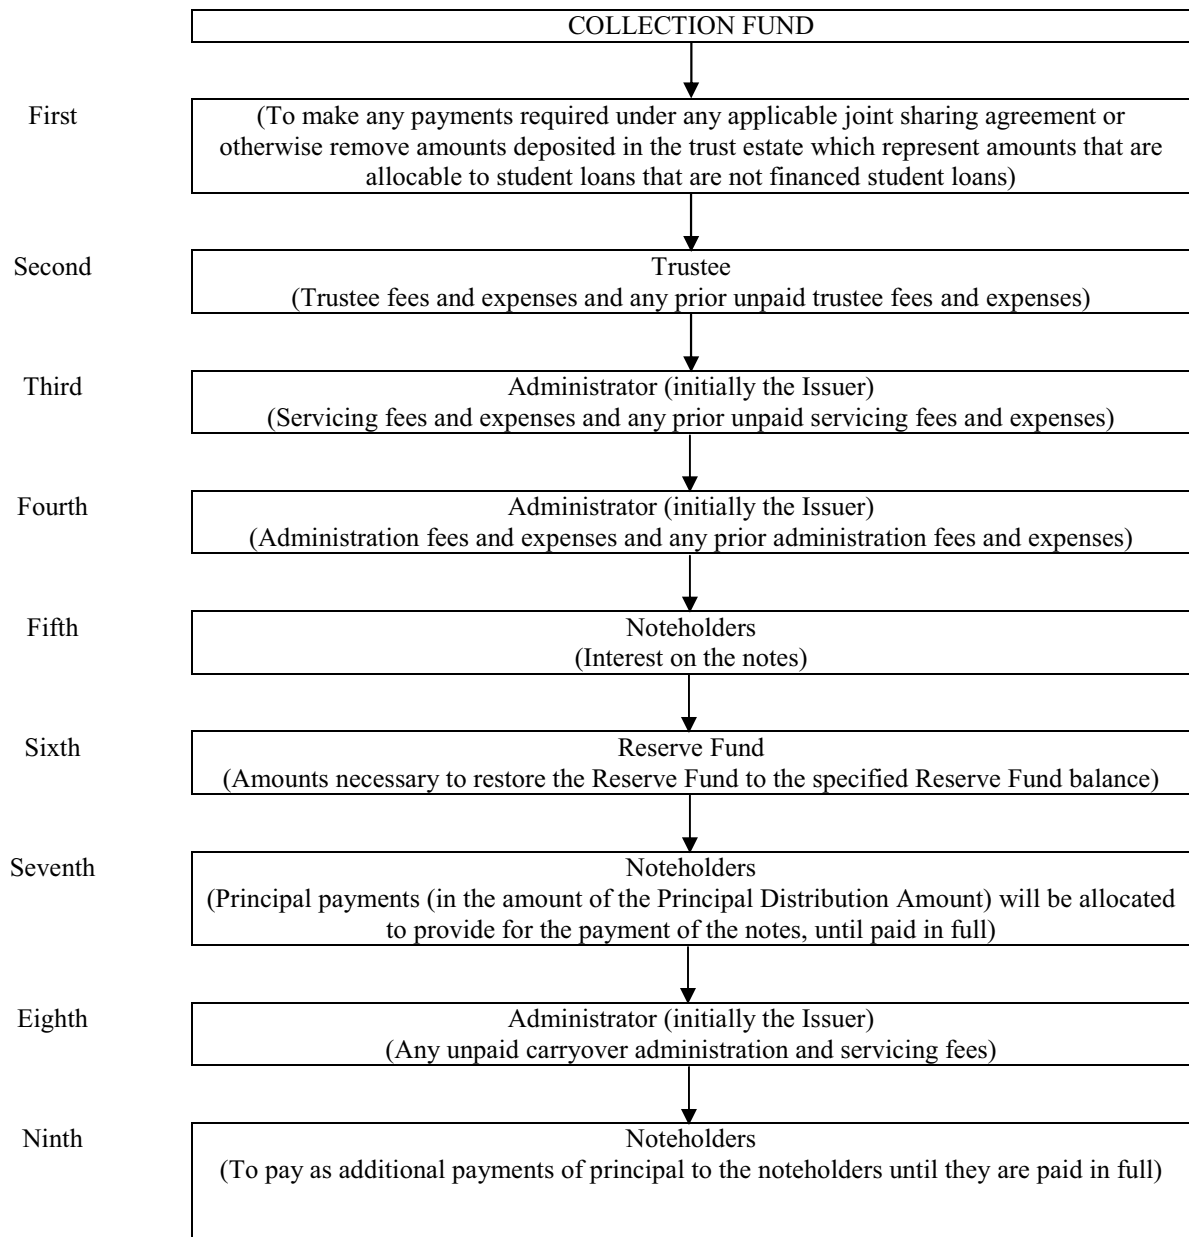 COLLECTION FUND
First
(To make any payments required under any applicable joint sharing agreement or
otherwise remove amounts deposited in the trust estate which represent amounts that are
allocable to student loans that are not financed student loans)
Second
Trustee
(Trustee fees and expenses and any prior unpaid trustee fees and expenses)
Third
Administrator (initially the Issuer)
(Servicing fees and expenses and any prior unpaid servicing fees and expenses)
Fourth
Administrator (initially the Issuer)
(Administration fees and expenses and any prior administration fees and expenses)
Fifth
Noteholders
(Interest on the notes)
Sixth
Reserve Fund
(Amounts necessary to restore the Reserve Fund to the specified Reserve Fund balance)
Seventh
Noteholders
(Principal payments (in the amount of the Principal Distribution Amount) will be allocated
to provide for the payment of the notes, until paid in full)
Eighth
Administrator (initially the Issuer)
(Any unpaid carryover administration and servicing fees)
Ninth
Noteholders
(To pay as additional payments of principal to the noteholders until they are paid in full)